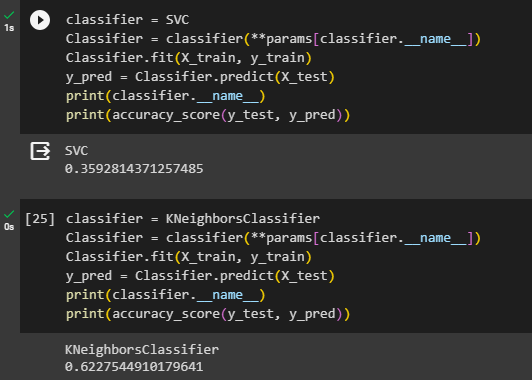 1s
classifier = SVC
Classifier = classifier(**params[classifier.__name__])
Classifier.fit(X_train, y_train)
y_pred = Classifier.predict(X_test)
print(classifier.__name__)
print(accuracy_score(y_test, y_pred))
SVC
0.3592814371257485
0s
[25] classifier = KNeighborsClassifier
Classifier = classifier(**params[classifier.__name__])
Classifier.fit(X_train, y_train)
y_pred = Classifier.predict(X_test)
print(classifier.__name__)
print(accuracy_score(y_test, y_pred))
KNeighborsClassifier
0.6227544910179641